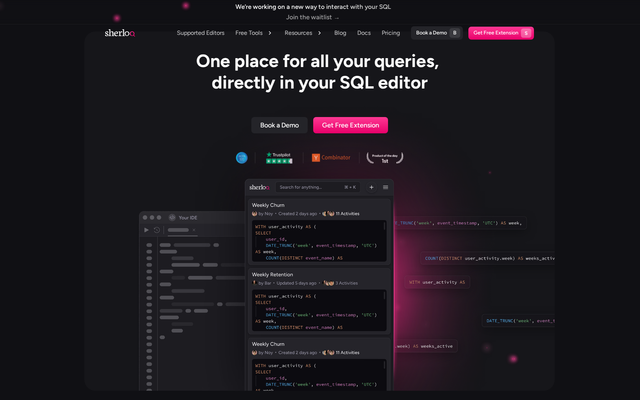 We're working on a new way to interact with your SQL
Join the waitlist →
sherloq
Supported Editors
Free Tools
Resources
Blog
Docs
Pricing
Book a Demo B
Get Free Extension E
One place for all your queries,
directly in your SQL editor
Book a Demo
Get Free Extension
Trustpilot
Y Combinator
Product of the day
1st
sherloq
Search for anything...
⌘ + K
Your IDE
Weekly Churn
by Noy • Created 2 days ago • 11 Activities
WITH user_activity AS (
SELECT
user_id,
DATE_TRUNC('week', event_timestamp, 'UTC')
AS week,
COUNT(DISTINCT event_name) AS
Weekly Retention
by Bar • Updated 5 days ago • 3 Activities
WITH user_activity AS (
SELECT
user_id,
DATE_TRUNC('week', event_timestamp, 'UTC')
AS week,
COUNT(DISTINCT event_name) AS
Weekly Churn
by Noy • Created 2 days ago • 11 Activities
WITH user_activity AS (
SELECT
user_id,
DATE_TRUNC('week', event_timestamp, 'UTC')
_TRUNC('week', event_timestamp, 'UTC') AS week,
COUNT(DISTINCT user_activity.week) AS weeks_activ
WITH user_activity AS
DATE_TRUNC('week', event_t
AS weeks_active